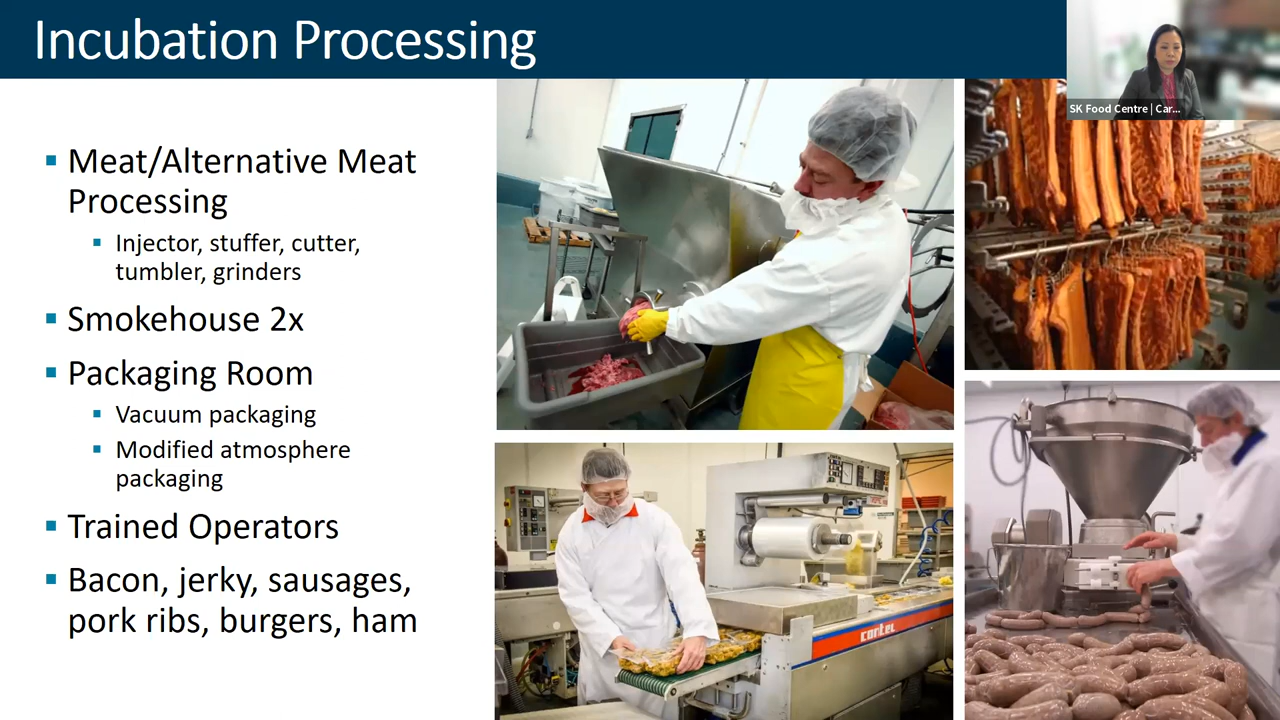 Incubation Processing
SK Food Centre | Car...
▪ Meat/Alternative Meat
Processing
▪ Injector, stuffer, cutter,
tumbler, grinders
▪ Smokehouse 2x
▪ Packaging Room
▪ Vacuum packaging
▪ Modified atmosphere
packaging
▪ Trained Operators
▪ Bacon, jerky, sausages,
pork ribs, burgers, ham